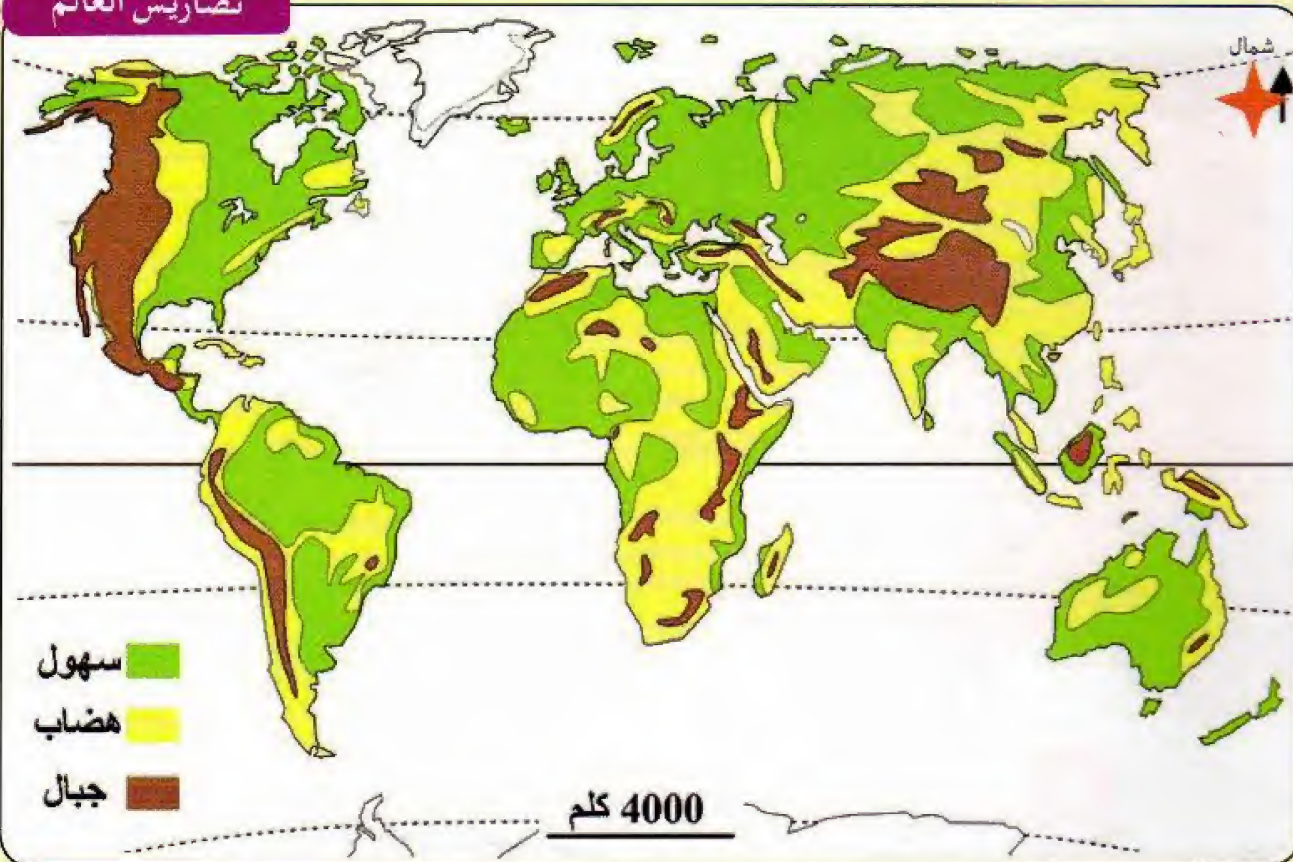 تضاريس العالم
شمال
سهول
هضاب
جبال
4000 كلم